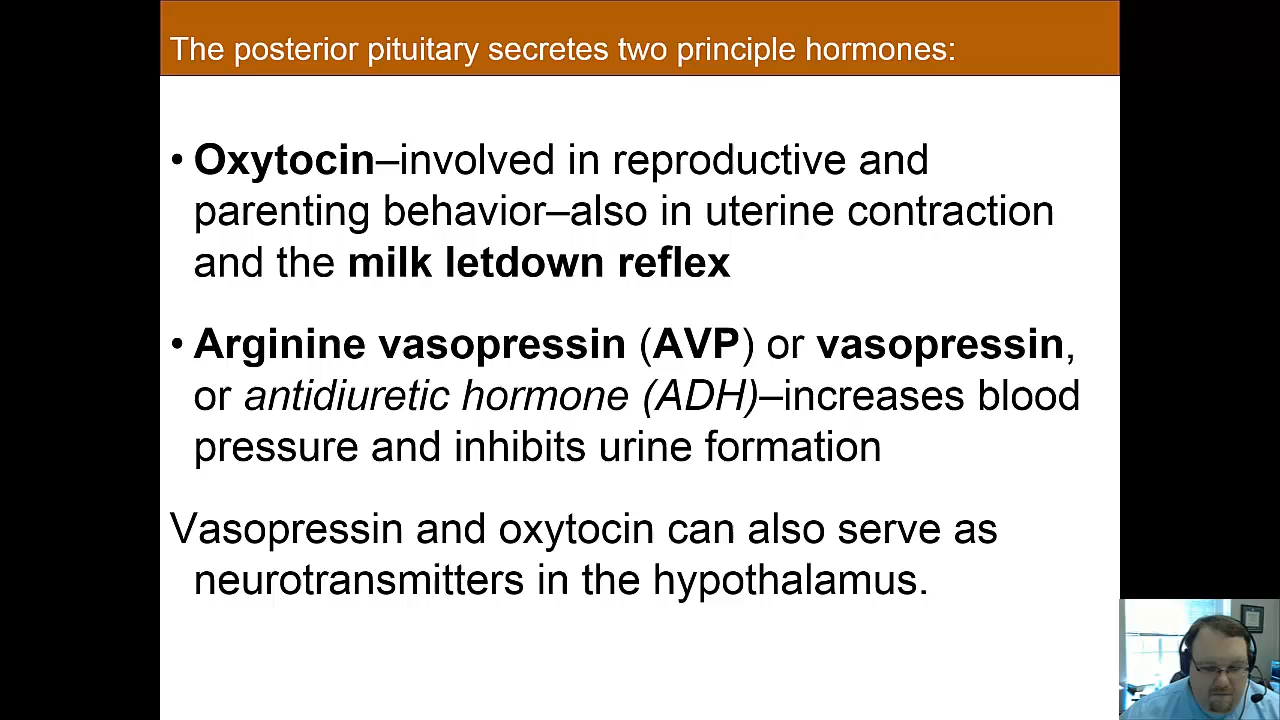 The posterior pituitary secretes two principle hormones:
• Oxytocin–involved in reproductive and
parenting behavior–also in uterine contraction
and the milk letdown reflex
• Arginine vasopressin (AVP) or vasopressin,
or antidiuretic hormone (ADH)–increases blood
pressure and inhibits urine formation
Vasopressin and oxytocin can also serve as
neurotransmitters in the hypothalamus.